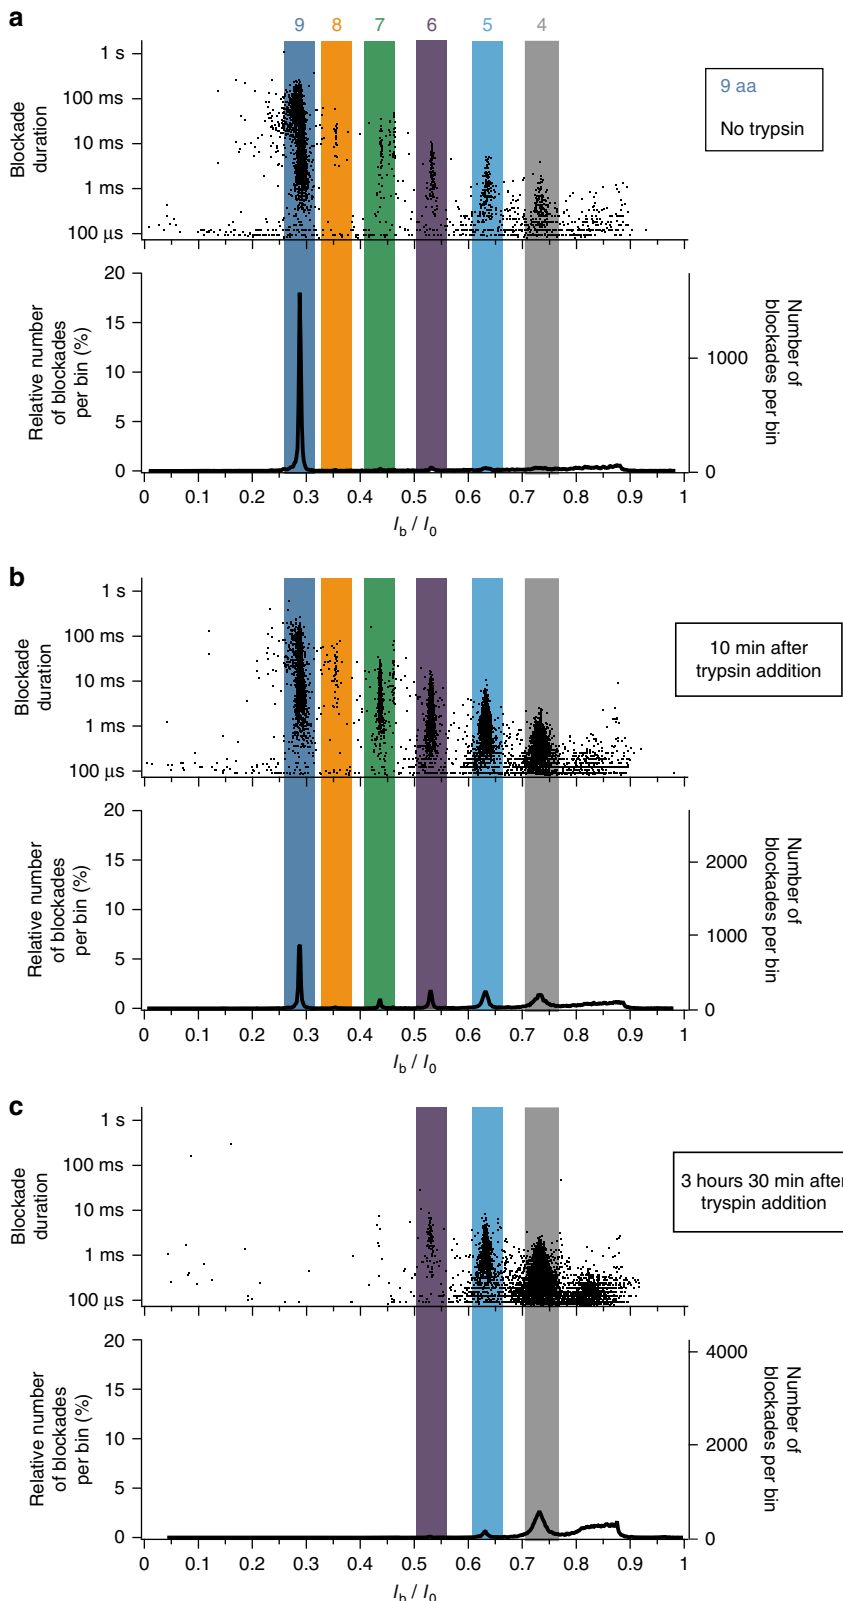 a
9 8 7 6 5 4
1 s
100 ms
10 ms
1 ms
100 µs
Blockade
duration
9 aa
No trypsin
20
15
10
5
0
Relative number
of blockades
per bin (%)
1000
0
Number of
blockades per bin
0 0.1 0.2 0.3 0.4 0.5 0.6 0.7 0.8 0.9 1
Ib / I0
b
1 s
100 ms
10 ms
1 ms
100 µs
Blockade
duration
10 min after
trypsin addition
20
15
10
5
0
Relative number
of blockades
per bin (%)
2000
1000
0
Number of
blockades per bin
0 0.1 0.2 0.3 0.4 0.5 0.6 0.7 0.8 0.9 1
Ib / I0
c
1 s
100 ms
10 ms
1 ms
100 µs
Blockade
duration
3 hours 30 min after
tryspin addition
20
15
10
5
0
Relative number
of blockades
per bin (%)
4000
2000
0
Number of
blockades per bin
0 0.1 0.2 0.3 0.4 0.5 0.6 0.7 0.8 0.9 1
Ib / I0